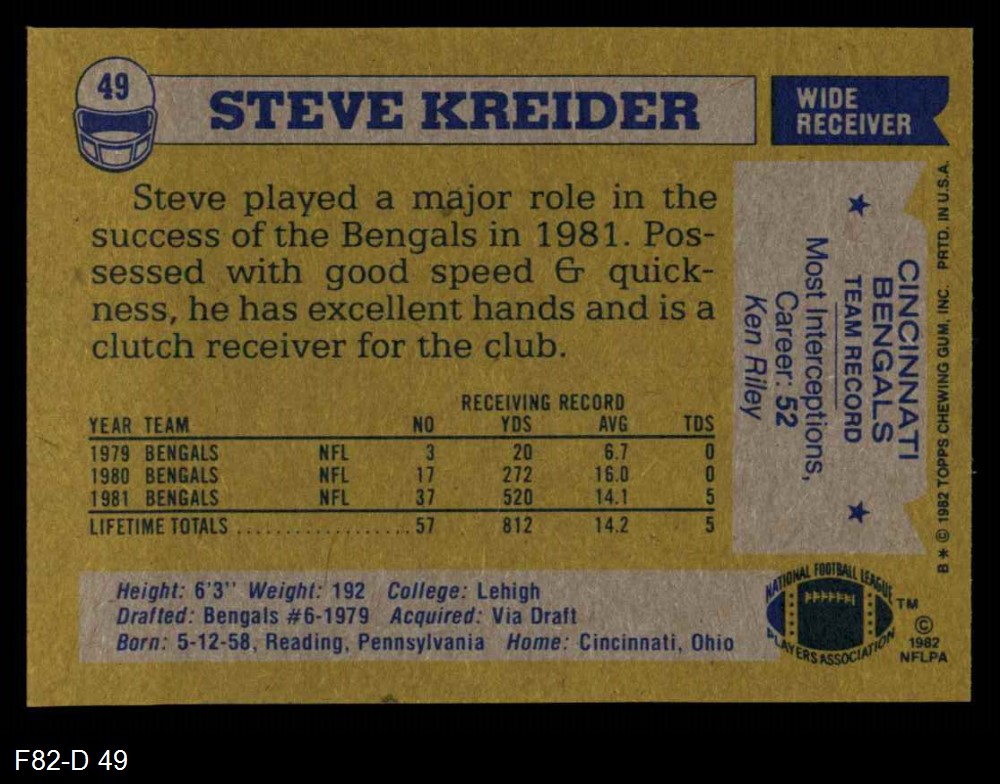 49
STEVE KREIDER
WIDE
RECEIVER
Steve played a major role in the
success of the Bengals in 1981. Pos-
sessed with good speed & quick-
ness, he has excellent hands and is a
clutch receiver for the club.
RECEIVING RECORD
YEAR TEAM NO YDS AVG TDS
1979 BENGALS NFL 3 20 6.7 0
1980 BENGALS NFL 17 272 16.0 0
1981 BENGALS NFL 37 520 14.1 5
LIFETIME TOTALS ..................... 57 812 14.2 5
Height: 6'3" Weight: 192 College: Lehigh
Drafted: Bengals #6-1979 Acquired: Via Draft
Born: 5-12-58, Reading, Pennsylvania Home: Cincinnati, Ohio
CINCINNATI
BENGALS
TEAM RECORD
Most Interceptions,
Career: 52
Ken Riley
B * © 1982 TOPPS CHEWING GUM, INC. PRTD. IN U.S.A.
NATIONAL FOOTBALL LEAGUE
PLAYERS ASSOCIATION
TM
©
1982
NFLPA
F82-D 49